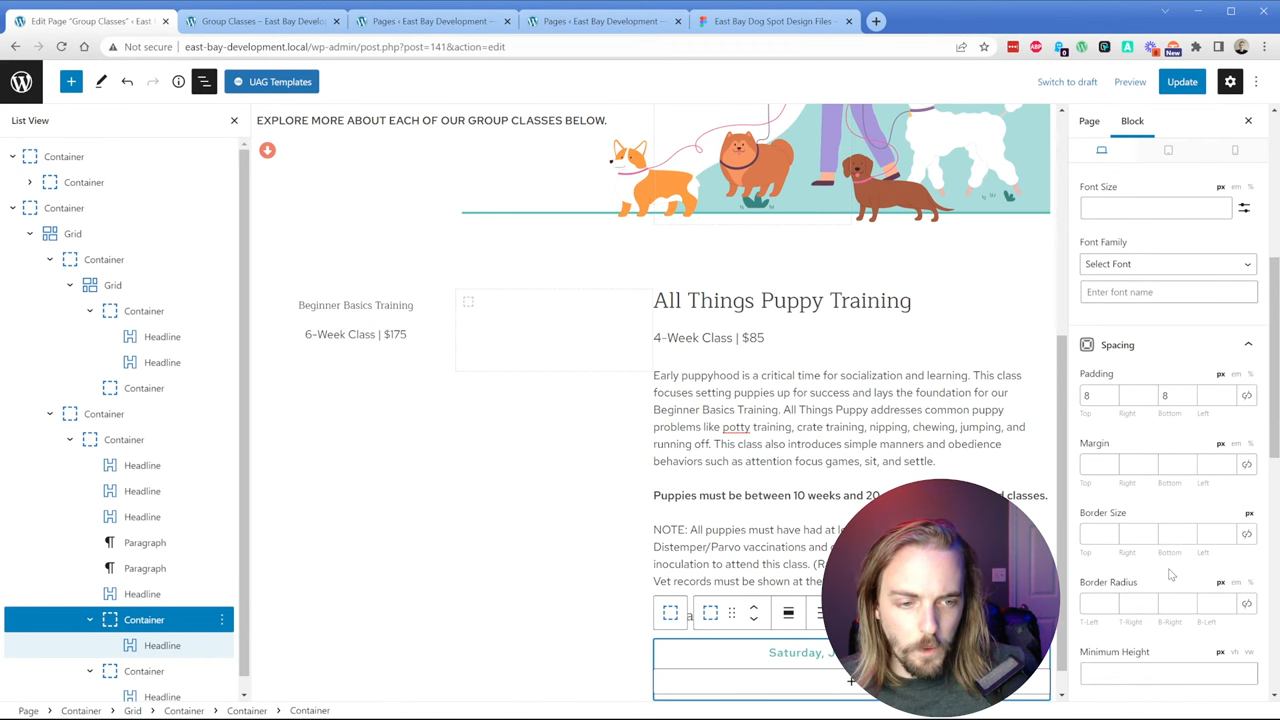 Edit Page "Group Classes" ‹ East
Group Classes – East Bay Develo
Pages ‹ East Bay Development —
Pages ‹ East Bay Development —
East Bay Dog Spot Design Files –
Not secure
east-bay-development.local/wp-admin/post.php?post=141&action=edit
New
UAG Templates
Switch to draft
Preview
Update
List View
Page
Block
EXPLORE MORE ABOUT EACH OF OUR GROUP CLASSES BELOW.
Container
Container
Container
Grid
Container
Grid
Container
Headline
Headline
Container
Container
Container
Headline
Headline
Headline
Paragraph
Paragraph
Headline
Container
Headline
Container
Headline
Beginner Basics Training
6-Week Class | $175
All Things Puppy Training
4-Week Class | $85
Early puppyhood is a critical time for socialization and learning. This class
focuses setting puppies up for success and lays the foundation for our
Beginner Basics Training. All Things Puppy addresses common puppy
problems like potty training, crate training, nipping, chewing, jumping, and
running off. This class also introduces simple manners and obedience
behaviors such as attention focus games, sit, and settle.
Puppies must be between 10 weeks and 20 classes.
NOTE: All puppies must have had at
Distemper/Parvo vaccinations and
inoculation to attend this class. (R
Vet records must be shown at the
Saturday, J
Font Size
px em %
Font Family
Select Font
Enter font name
Spacing
Padding
px em %
8 8
Top Right Bottom Left
Margin
px em %
Top Right Bottom Left
Border Size
px
Top Right Bottom Left
Border Radius
px em %
T-Left T-Right B-Right B-Left
Minimum Height
px vh vw
Page Container Grid Container Container Container